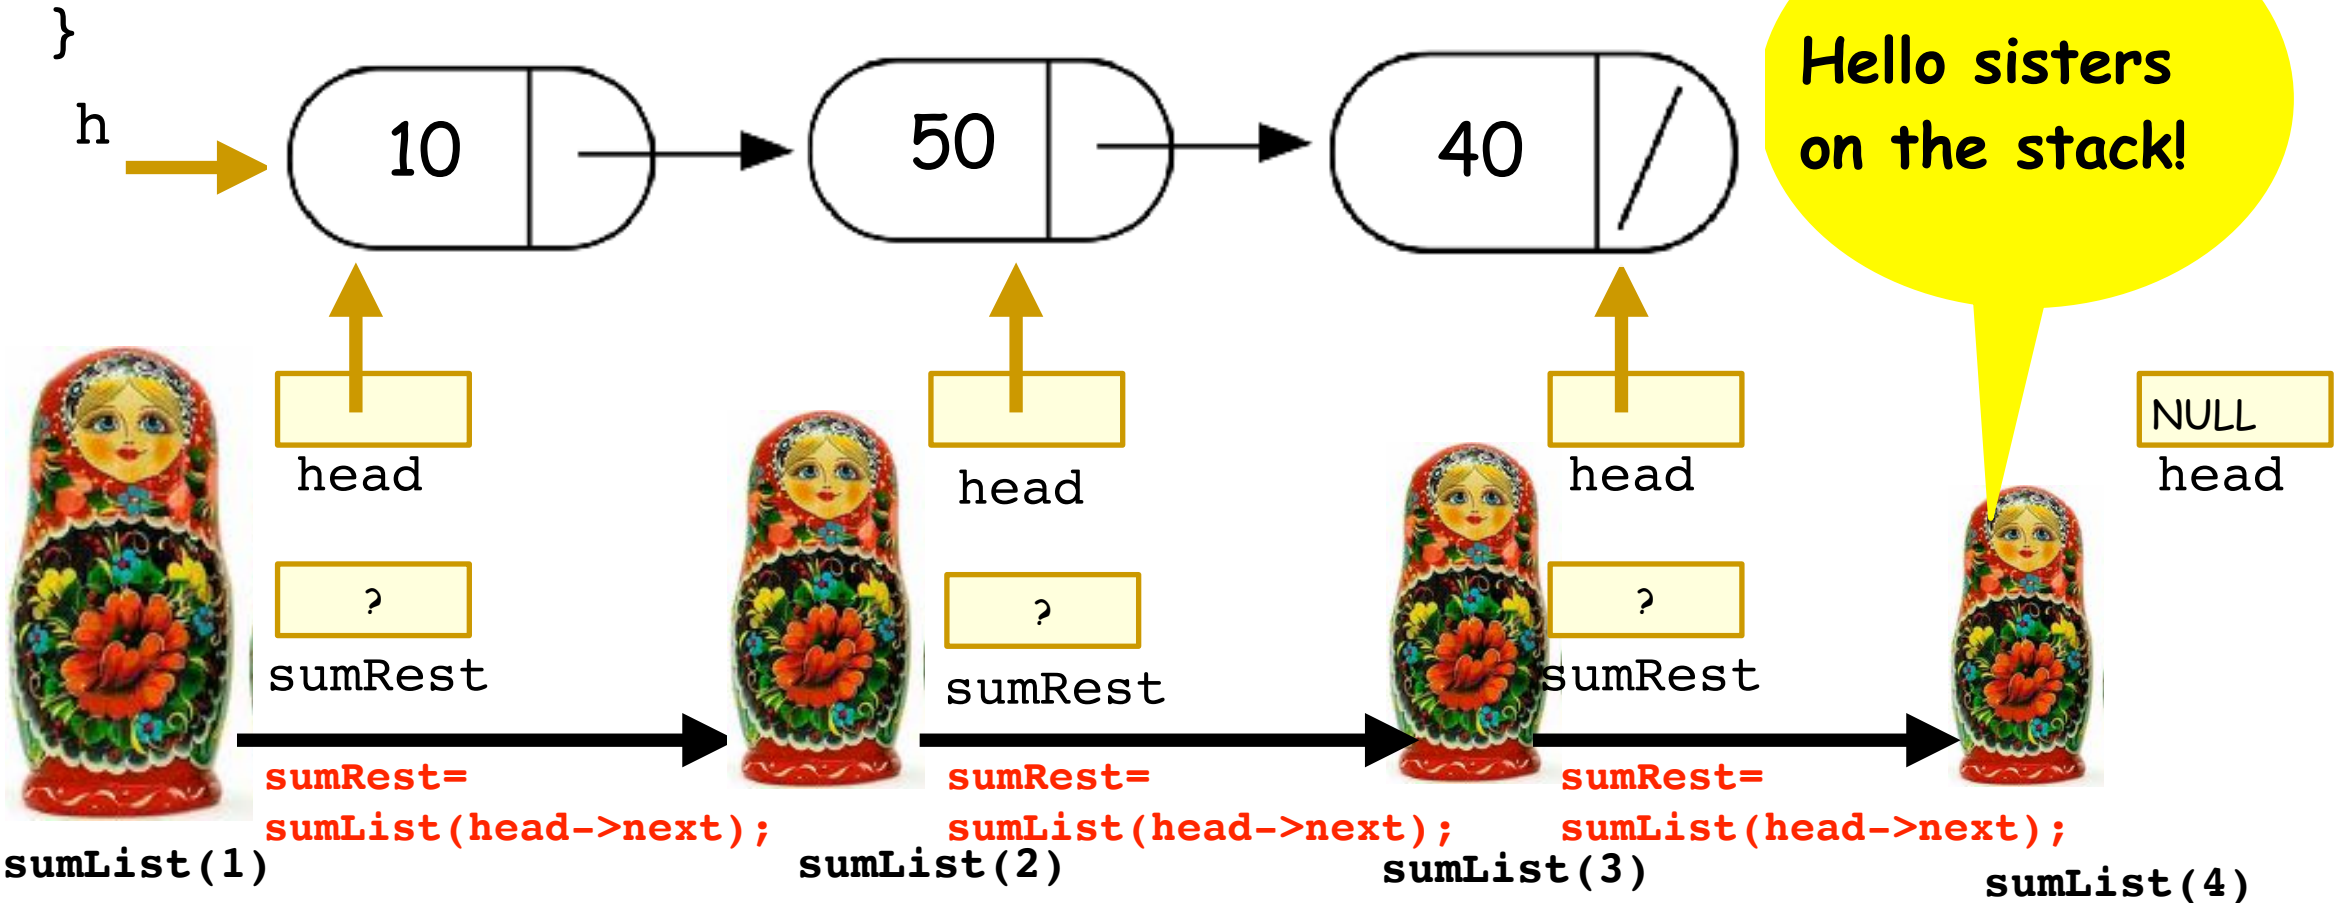 }
h
10
50
40
Hello sisters
on the stack!
NULL
head
head
head
head
?
?
?
sumRest
sumRest
sumRest
sumRest=
sumList(head->next);
sumRest=
sumList(head->next);
sumRest=
sumList(head->next);
sumList(1)
sumList(2)
sumList(3)
sumList(4)